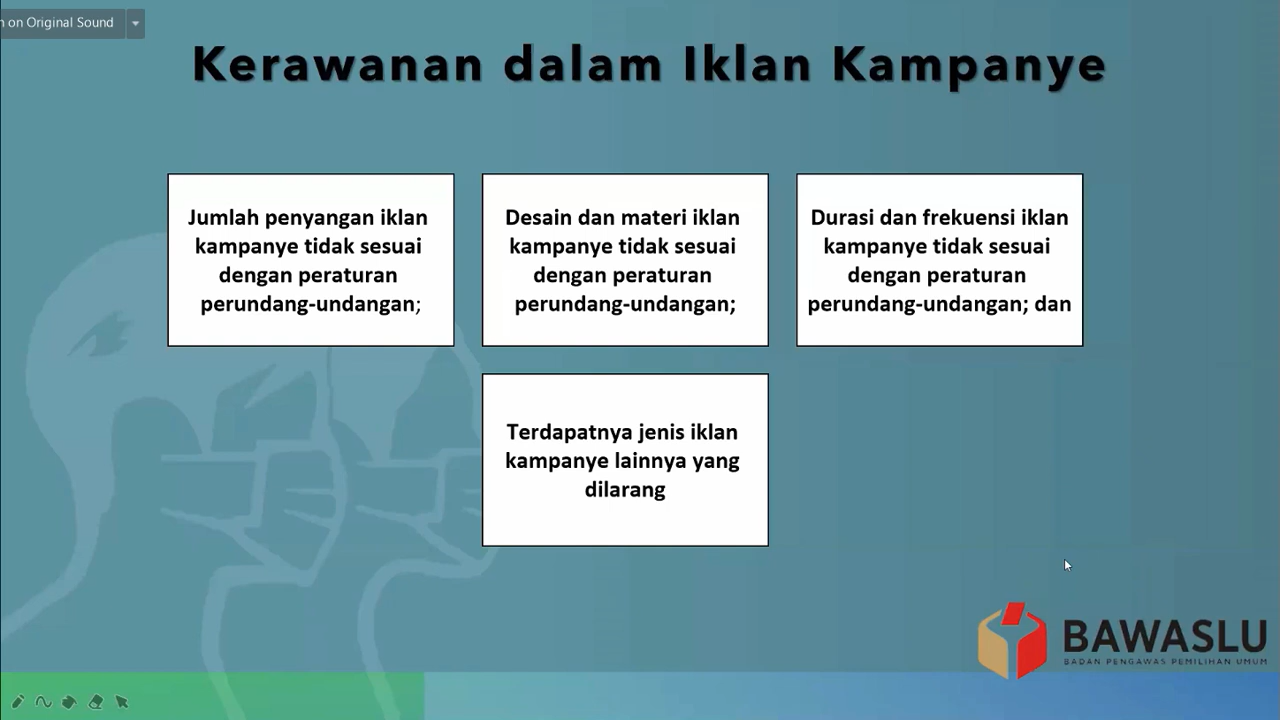 n on Original Sound
Kerawanan dalam Iklan Kampanye
Jumlah penyangan iklan
kampanye tidak sesuai
dengan peraturan
perundang-undangan;
Desain dan materi iklan
kampanye tidak sesuai
dengan peraturan
perundang-undangan;
Durasi dan frekuensi iklan
kampanye tidak sesuai
dengan peraturan
perundang-undangan; dan
Terdapatnya jenis iklan
kampanye lainnya yang
dilarang
BAWASLU
BADAN PENGAWAS PEMILIHAN UMUM